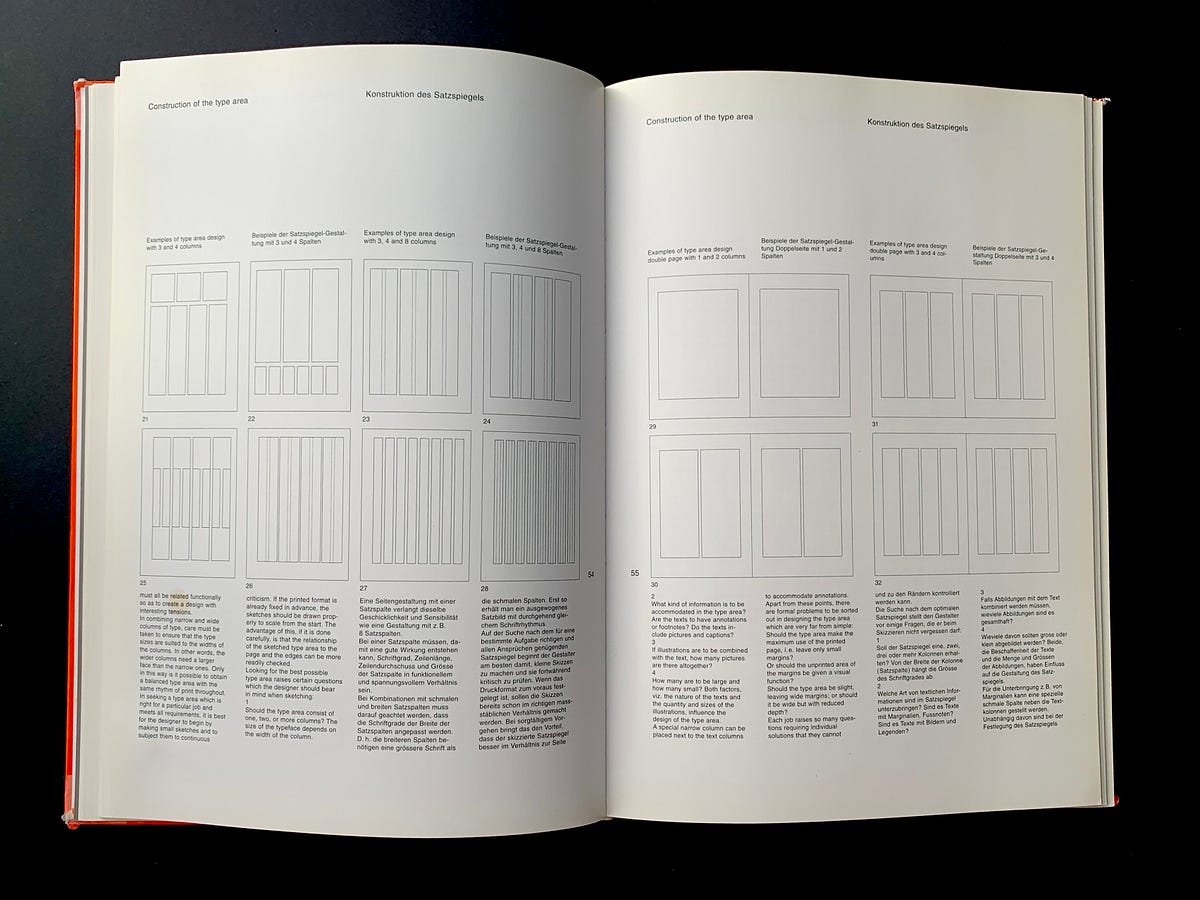 Construction of the type area
Konstruktion des Satzspiegels
Examples of type area design
with 3 and 4 columns
Beispiele der Satzspiegel-Gestal-
tung mit 3 und 4 Spalten
Examples of type area design
with 3, 4 and 8 columns
Beispiele der Satzspiegel-Gestal-
tung mit 3, 4 und 8 Spalten
21
22
23
24
25
26
27
28
54
must all be related functionally
so as to create a design with
interesting tensions.
In combining narrow and wide
columns of type, care must be
taken to ensure that the type
sizes are suited to the widths of
the columns. In other words, the
wider columns need a larger
face than the narrow ones. Only
in this way is it possible to obtain
a balanced type area with the
same rhythm of print throughout.
In seeking a type area which is
right for a particular job and
meets all requirements, it is best
for the designer to begin by
making small sketches and to
subject them to continuous
criticism. If the printed format is
already fixed in advance, the
sketches should be drawn prop-
erly to scale from the start. The
advantage of this, if it is done
carefully, is that the relationship
of the sketched type area to the
page and the edges can be more
readily checked.
Looking for the best possible
type area raises certain questions
which the designer should bear
in mind when sketching:
1
Should the type area consist of
one, two, or more columns? The
size of the typeface depends on
the width of the column.
Eine Seitengestaltung mit einer
Satzspalte verlangt dieselbe
Geschicklichkeit und Sensibilität
wie eine Gestaltung mit z.B.
8 Satzspalten.
Bei einer Satzspalte müssen, da-
mit eine gute Wirkung entstehen
kann, Schriftgrad, Zeilenlänge,
Zeilendurchschuss und Grösse
der Satzspalte in funktionellem
und spannungsvollem Verhältnis
sein.
Bei Kombinationen mit schmalen
und breiten Spalten muss
darauf geachtet werden, dass
die Schriftgrade der Breite der
Satzspalten angepasst werden.
D. h. die breiteren Spalten be-
nötigen eine grössere Schrift als
die schmalen Spalten. Erst so
erhält man ein ausgewogenes
Satzbild mit durchgehend glei-
chem Schriftrhythmus.
Auf der Suche nach dem für eine
bestimmte Aufgabe richtigen und
allen Ansprüchen genügenden
Satzspiegel beginnt der Gestalter
am besten damit, kleine Skizzen
zu machen und sie fortwährend
kritisch zu prüfen. Wenn das
Druckformat zum voraus fest-
gelegt ist, sollen die Skizzen
bereits schon im richtigen mass-
stäblichen Verhältnis gemacht
werden. Bei sorgfältigem Vor-
gehen bringt das den Vorteil,
dass der skizzierte Satzspiegel
besser im Verhältnis zur Seite
Construction of the type area
Konstruktion des Satzspiegels
Examples of type area design
double page with 1 and 2 columns
Beispiele der Satzspiegel-Gestal-
tung Doppelseite mit 1 und 2
Spalten
Examples of type area design
double page with 3 and 4 col-
umns
Beispiele der Satzspiegel-Ge-
staltung Doppelseite mit 3 und 4
Spalten
29
31
30
32
55
2
What kind of information is to be
accommodated in the type area?
Are the texts to have annotations
or footnotes? Do the texts in-
clude pictures and captions?
3
If illustrations are to be combined
with the text, how many pictures
are there altogether?
4
How many are to be large and
how many small? Both factors,
viz. the nature of the texts and
the quantity and sizes of the
illustrations, influence the
design of the type area.
A special narrow column can be
placed next to the text columns
to accommodate annotations.
Apart from these points, there
are formal problems to be sorted
out in designing the type area
which are very far from simple:
Should the type area make the
maximum use of the printed
page, i.e. leave only small
margins?
Or should the unprinted area of
the margins be given a visual
function?
Should the type area be slight,
leaving wide margins; or should
it be wide but with reduced
depth?
Each job raises so many ques-
tions requiring individual
solutions that they cannot
und zu den Rändern kontrolliert
werden kann.
Die Suche nach dem optimalen
Satzspiegel stellt den Gestalter
vor einige Fragen, die er beim
Skizzieren nicht vergessen darf:
1
Soll der Satzspiegel eine, zwei,
drei oder mehr Kolonnen erhal-
ten? Von der Breite der Kolonne
(Satzspalte) hängt die Grösse
des Schriftgrades ab.
2
Welche Art von textlichen Infor-
mationen sind im Satzspiegel
unterzubringen? Sind es Texte
mit Marginalien, Fussnoten?
Sind es Texte mit Bildern und
Legenden?
3
Falls Abbildungen mit dem Text
kombiniert werden müssen,
wieviele Abbildungen sind es
gesamthaft?
4
Wieviele davon sollten gross oder
klein abgebildet werden? Beide,
die Beschaffenheit der Texte
und die Menge und Grössen
der Abbildungen, haben Einfluss
auf die Gestaltung des Satz-
spiegels.
Für die Unterbringung z.B. von
Marginalien kann eine spezielle
schmale Spalte neben die Text-
kolonnen gestellt werden.
Unabhängig davon sind bei der
Festlegung des Satzspiegels